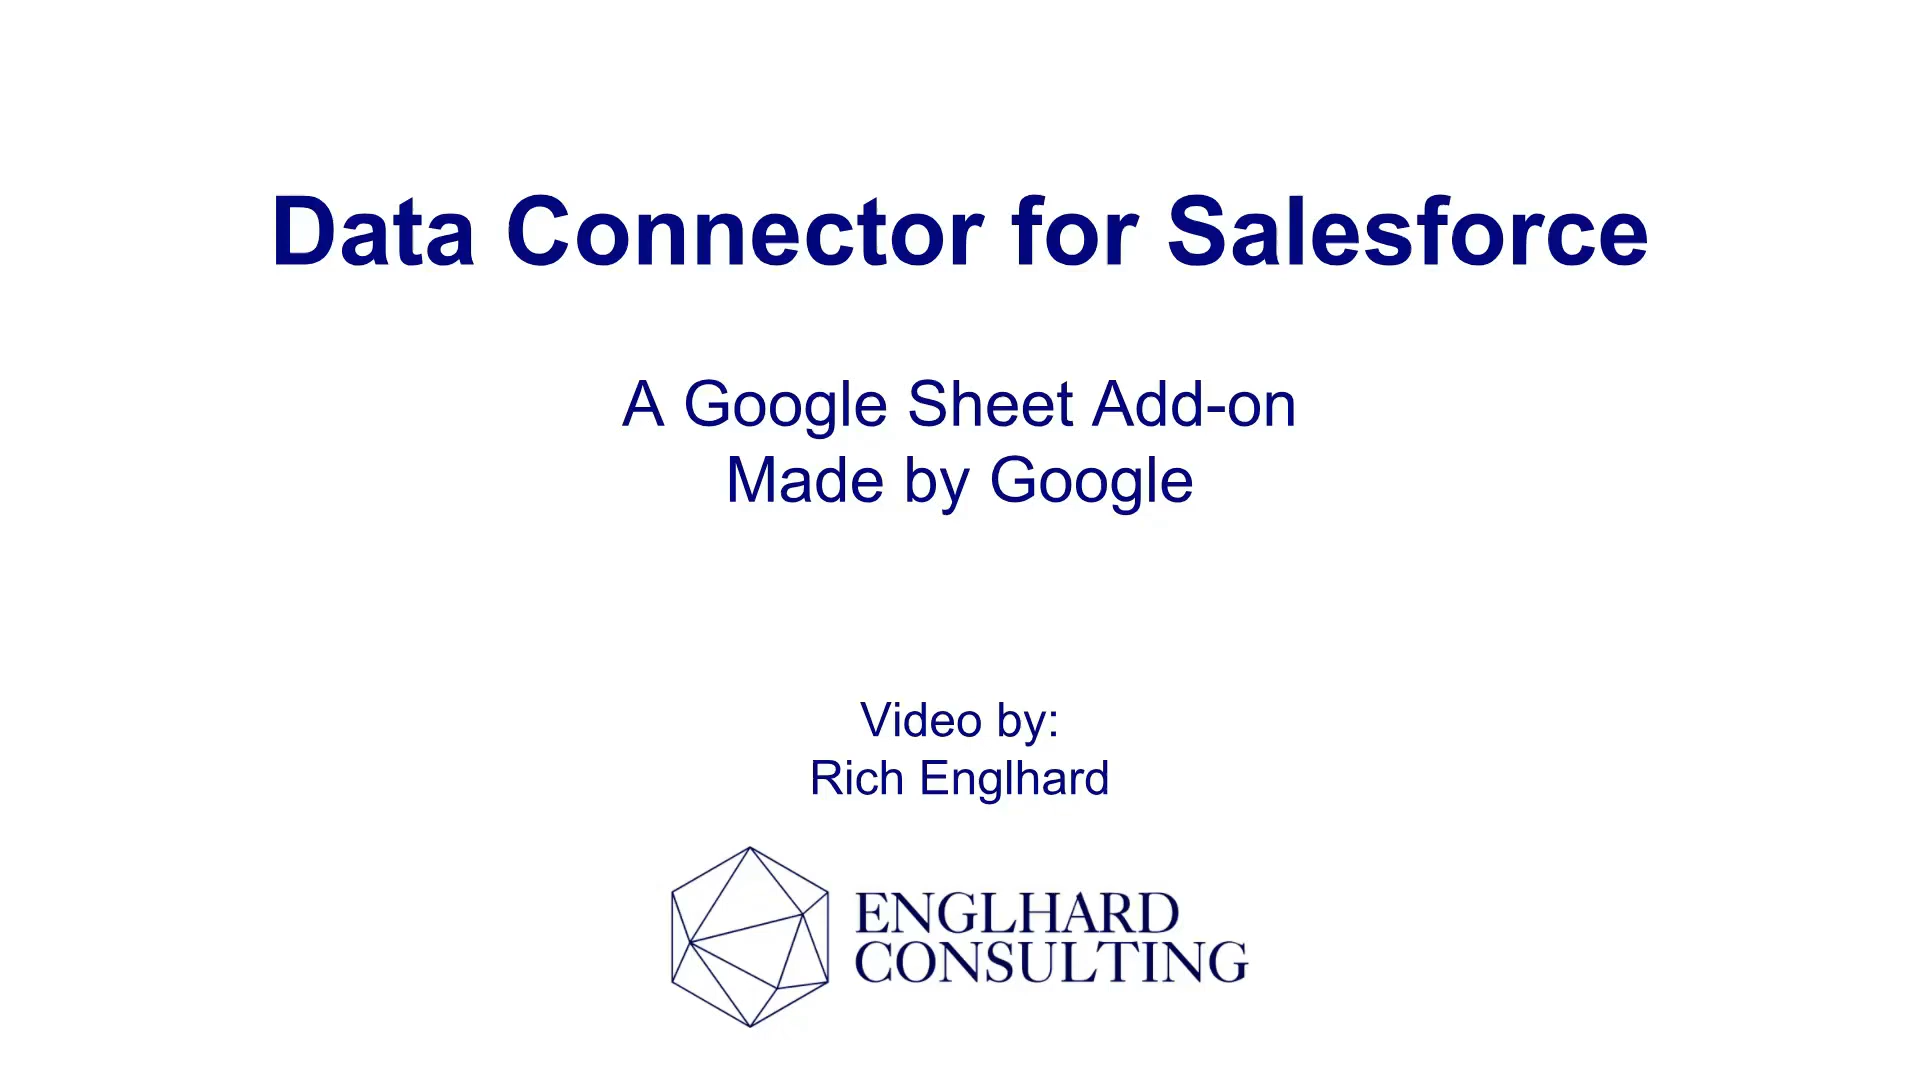 Data Connector for Salesforce
A Google Sheet Add-on
Made by Google
Video by:
Rich Englhard
ENGLHARD
CONSULTING